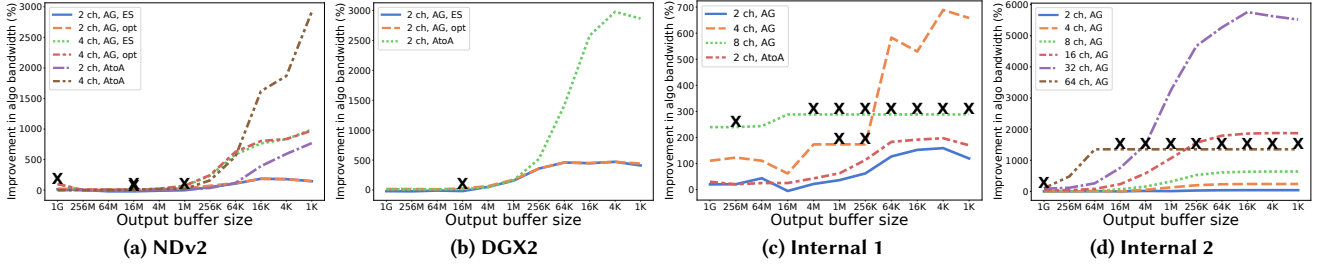 Improvement in algo bandwidth (%)
3000
2500
2000
1500
1000
500
0
2 ch, AG, ES
2 ch, AG, opt
4 ch, AG, ES
4 ch, AG, opt
2 ch, AtoA
4 ch, AtoA
X X X X
1G 256M 64M 16M 4M 1M 256K 64K 16K 4K 1K
Output buffer size
(a) NDv2
Improvement in algo bandwidth (%)
3000
2500
2000
1500
1000
500
0
2 ch, AG, ES
2 ch, AG, opt
2 ch, AtoA
X
1G 256M 64M 16M 4M 1M 256K 64K 16K 4K 1K
Output buffer size
(b) DGX2
Improvement in algo bandwidth (%)
700
600
500
400
300
200
100
0
2 ch, AG
4 ch, AG
8 ch, AG
2 ch, AtoA
X X X X X X X X
X X
1G 256M 64K 16M 4M 1M 256K 64K 16K 4K 1K
Output buffer size
(c) Internal 1
Improvement in algo bandwidth (%)
6000
5000
4000
3000
2000
1000
0
2 ch, AG
4 ch, AG
8 ch, AG
16 ch, AG
32 ch, AG
64 ch, AG
X X X X X X X X
X
1G 256M 64M 16M 4M 1M 256K 64K 16K 4K 1K
Output buffer size
(d) Internal 2